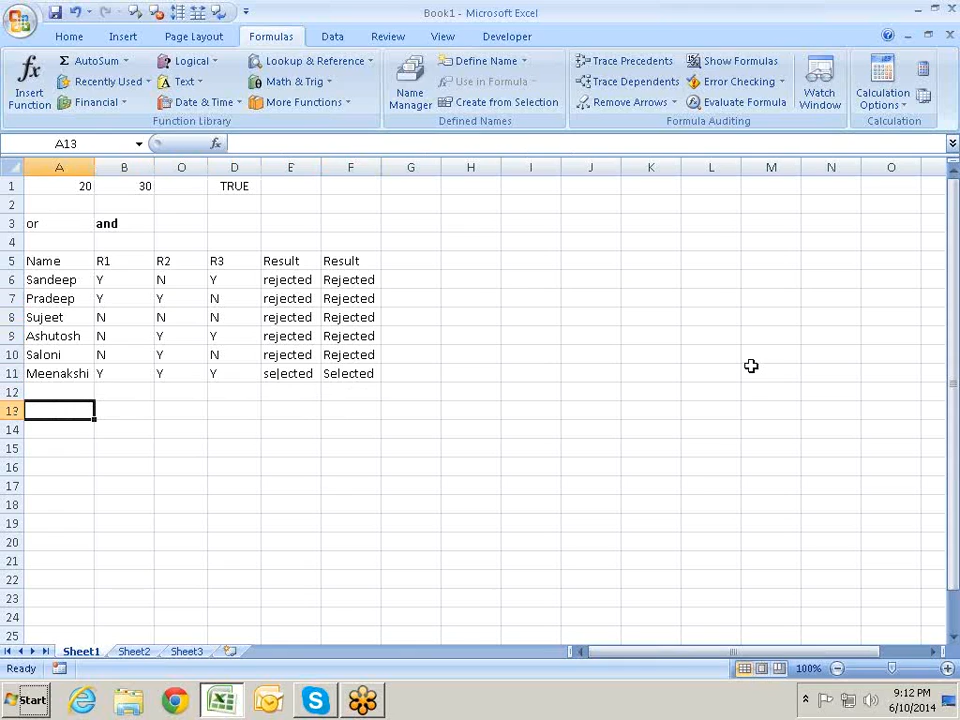 Book1 - Microsoft Excel
Home Insert Page Layout Formulas Data Review View Developer
Insert Function
AutoSum
Recently Used
Financial
Logical
Text
Date & Time
Lookup & Reference
Math & Trig
More Functions
Function Library
Name Manager
Define Name
Use in Formula
Create from Selection
Defined Names
Trace Precedents
Trace Dependents
Remove Arrows
Show Formulas
Error Checking
Evaluate Formula
Formula Auditing
Watch Window
Calculation Options
Calculation
A13
fx
A B C D E F G H I J K L M N O
1 20 30 TRUE
2
3 or and
4
5 Name R1 R2 R3 Result Result
6 Sandeep Y N Y rejected Rejected
7 Pradeep Y Y N rejected Rejected
8 Sujeet N N N rejected Rejected
9 Ashutosh N Y Y rejected Rejected
10 Saloni N Y N rejected Rejected
11 Meenakshi Y Y Y selected Selected
12
13
14
15
16
17
18
19
20
21
22
23
24
25
Sheet1 Sheet2 Sheet3
Ready 100%
Start 9:12 PM
6/10/2014